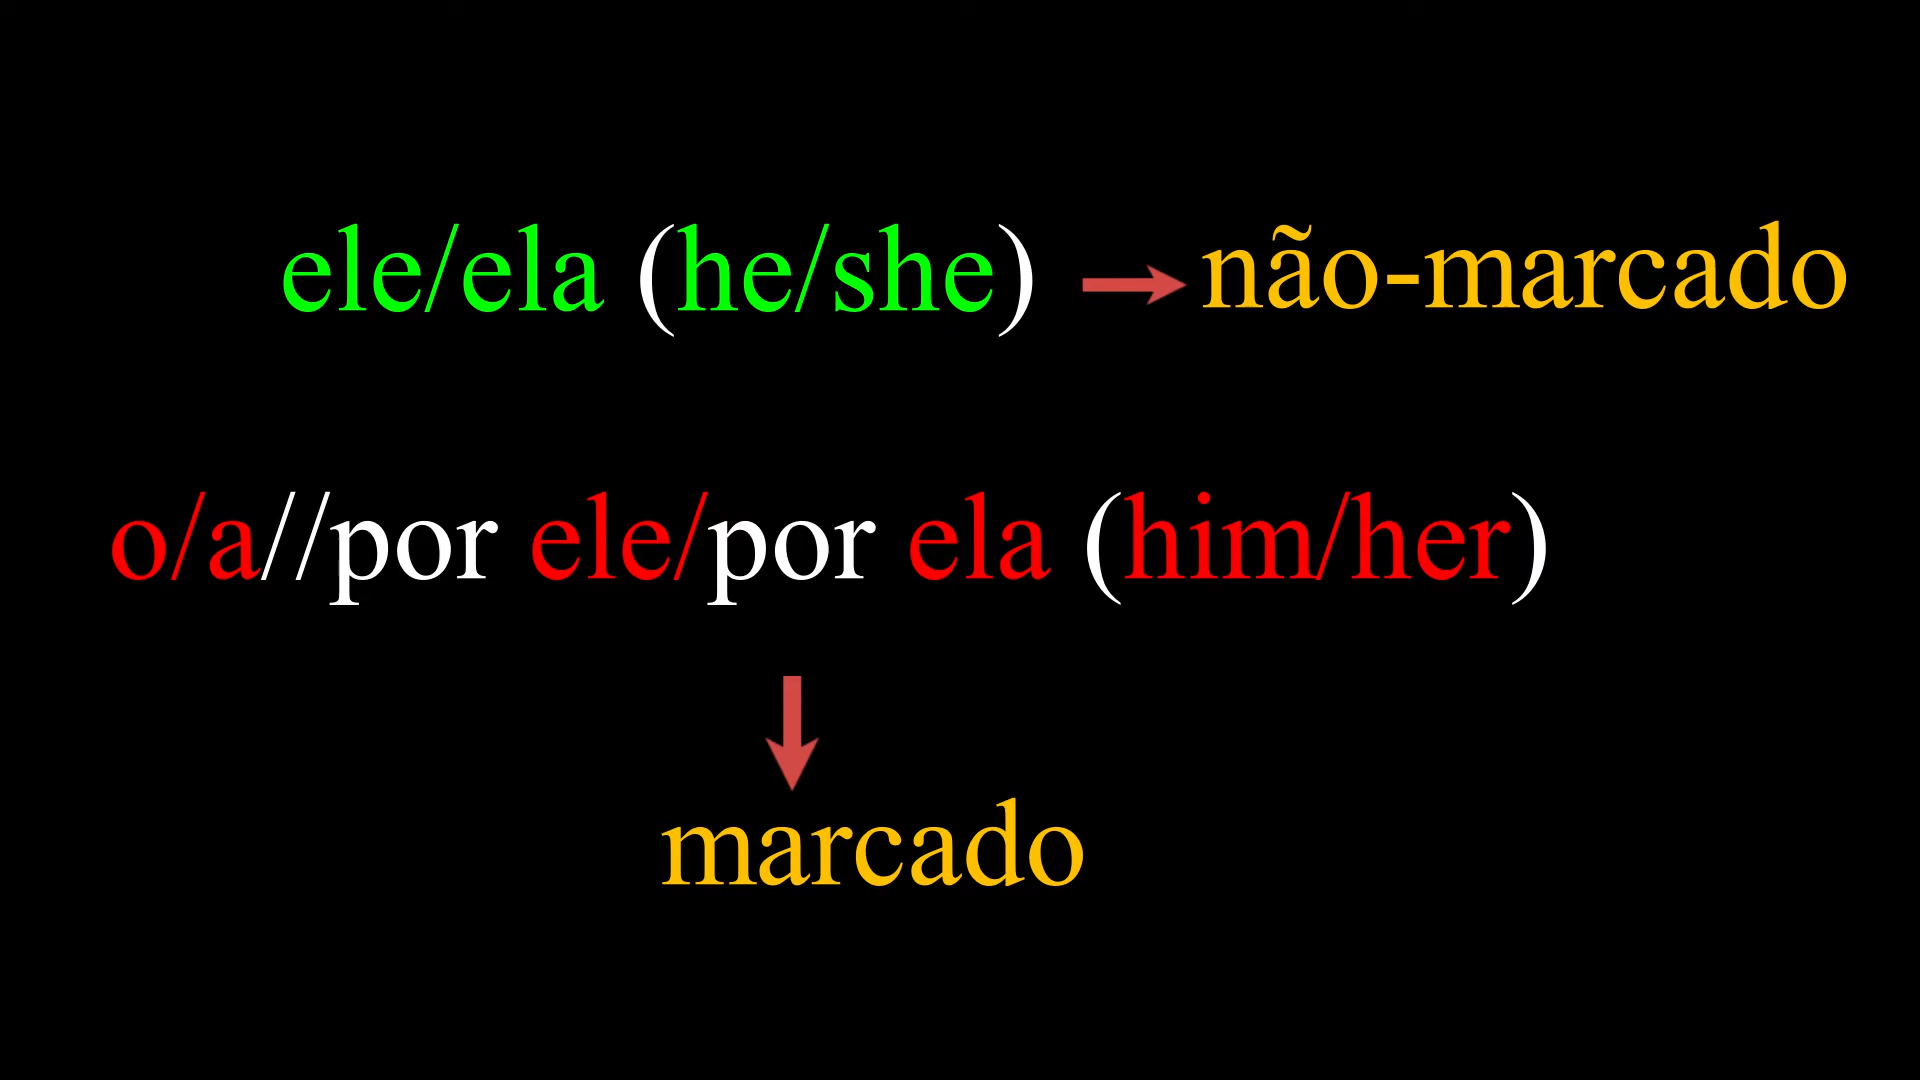 ele/ela (he/she) não-marcado
o/a//por ele/por ela (him/her)
marcado